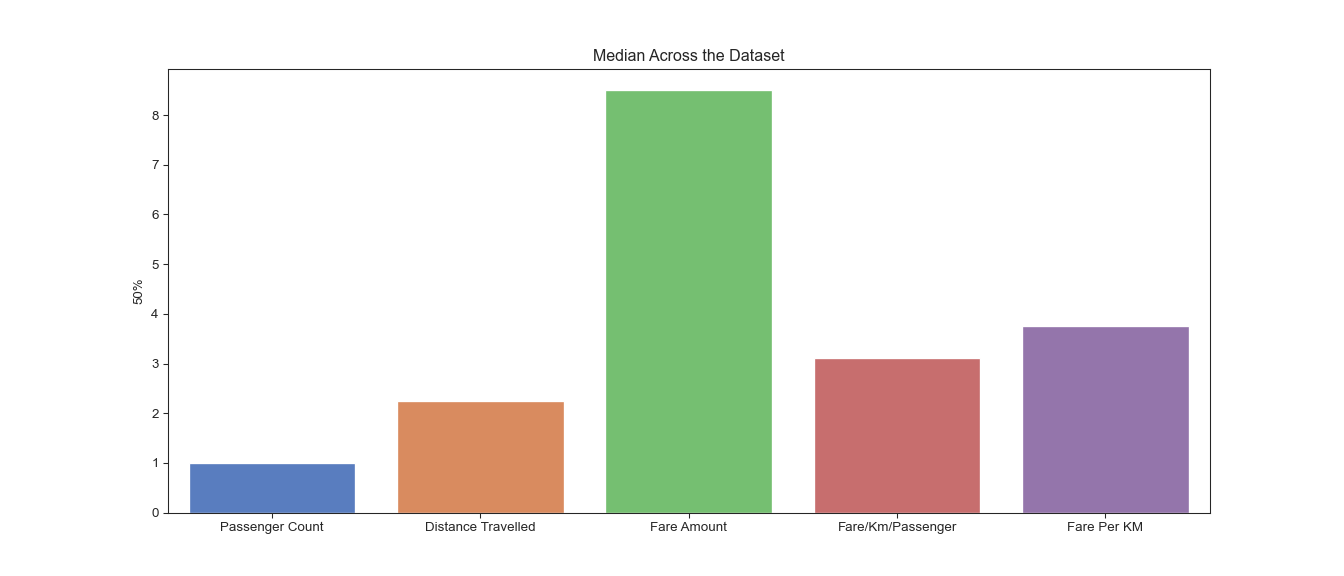 Median Across the Dataset
8
7
6
5
4
3
2
1
0
50%
Passenger Count
Distance Travelled
Fare Amount
Fare/Km/Passenger
Fare Per KM